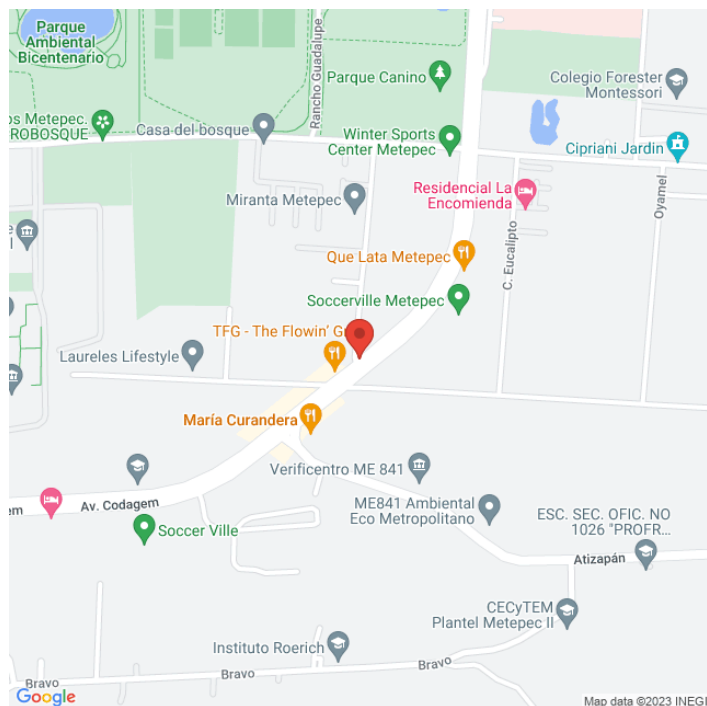 Parque
Ambiental
Bicentenario
Rancho Guadalupe
Parque Canino
Colegio Forester
Montessori
os Metepec.
ROBOSQUE
Casa del bosque
Winter Sports
Center Metepec
Cipriani Jardin
Miranta Metepec
Residencial La
Encomienda
Oyamel
C. Eucalipto
Que Lata Metepec
Soccerville Metepec
TFG - The Flowin' G
Laureles Lifestyle
María Curandera
Verificentro ME 841
em
Av. Codagem
ME841 Ambiental
Eco Metropolitano
ESC. SEC. OFIC. NO
1026 "PROFR...
Soccer Ville
Atizapán
CECyTEM
Plantel Metepec II
Instituto Roerich
Bravo
Bravo
Bravo
Google
Map data ©2023 INEGI